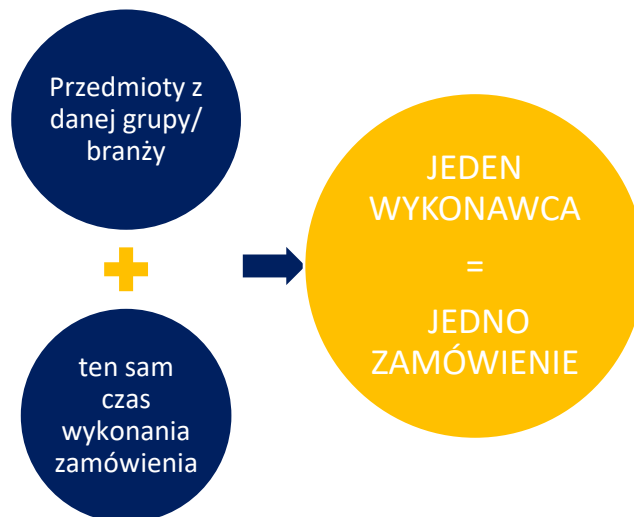 Przedmioty z
danej grupy/
branży
ten sam
czas
wykonania
zamówienia
JEDEN
WYKONAWCA
=
JEDNO
ZAMÓWIENIE